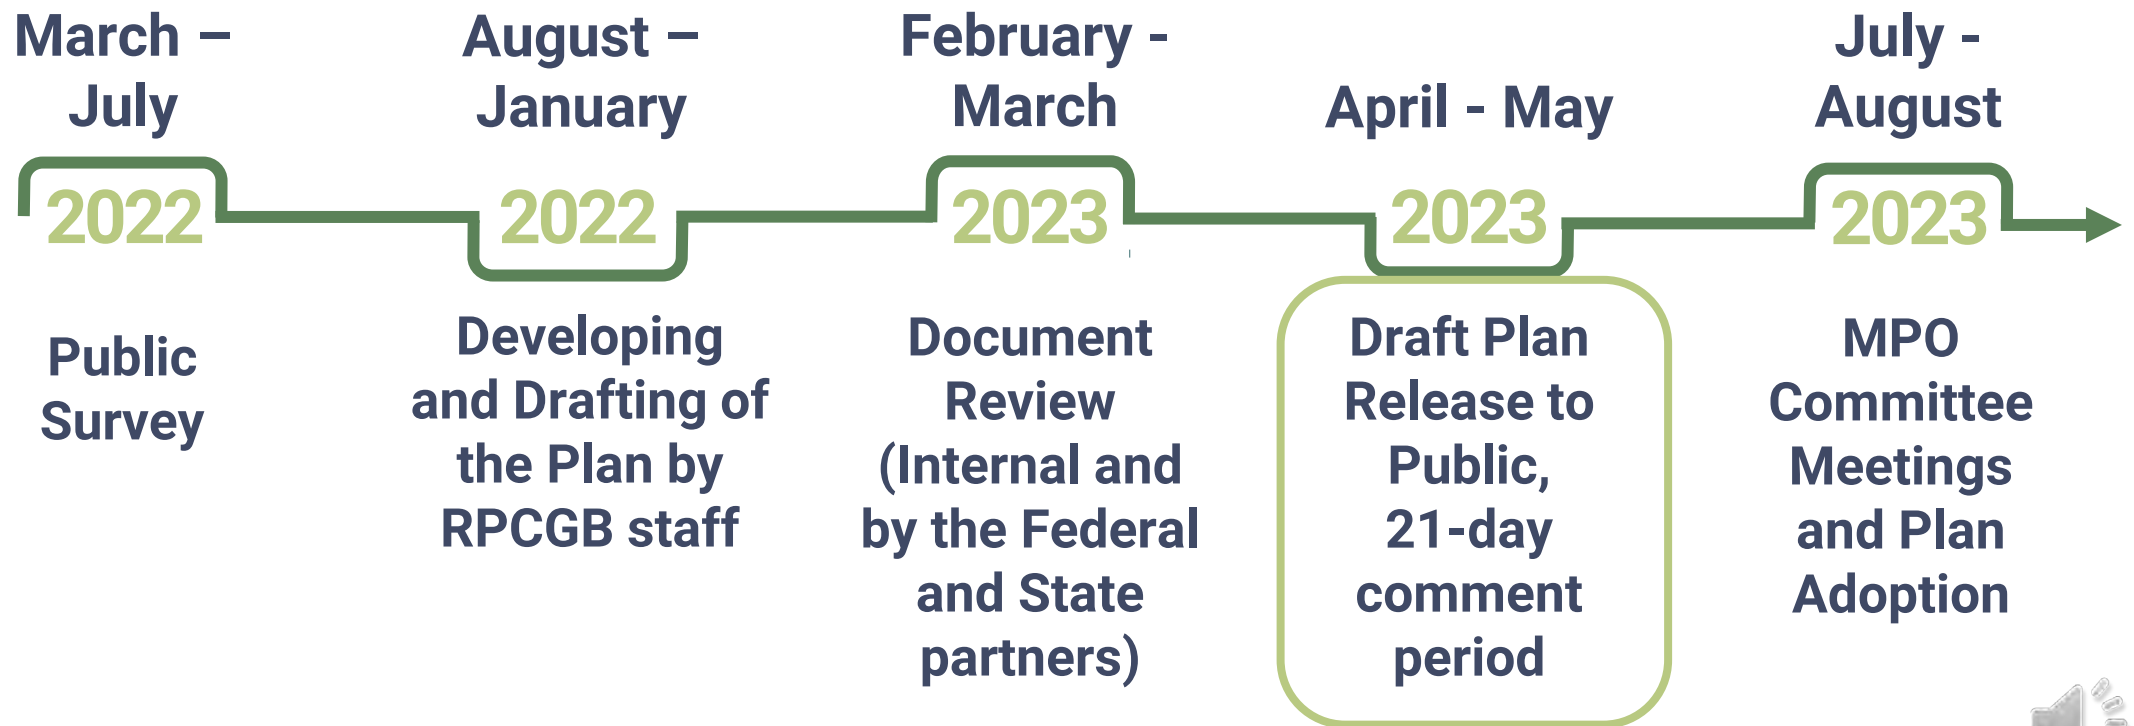 March –
July
2022
Public
Survey
August –
January
2022
Developing
and Drafting of
the Plan by
RPCGB staff
February -
March
2023
Document
Review
(Internal and
by the Federal
and State
partners)
April - May
2023
Draft Plan
Release to
Public,
21-day
comment
period
July -
August
2023
MPO
Committee
Meetings
and Plan
Adoption